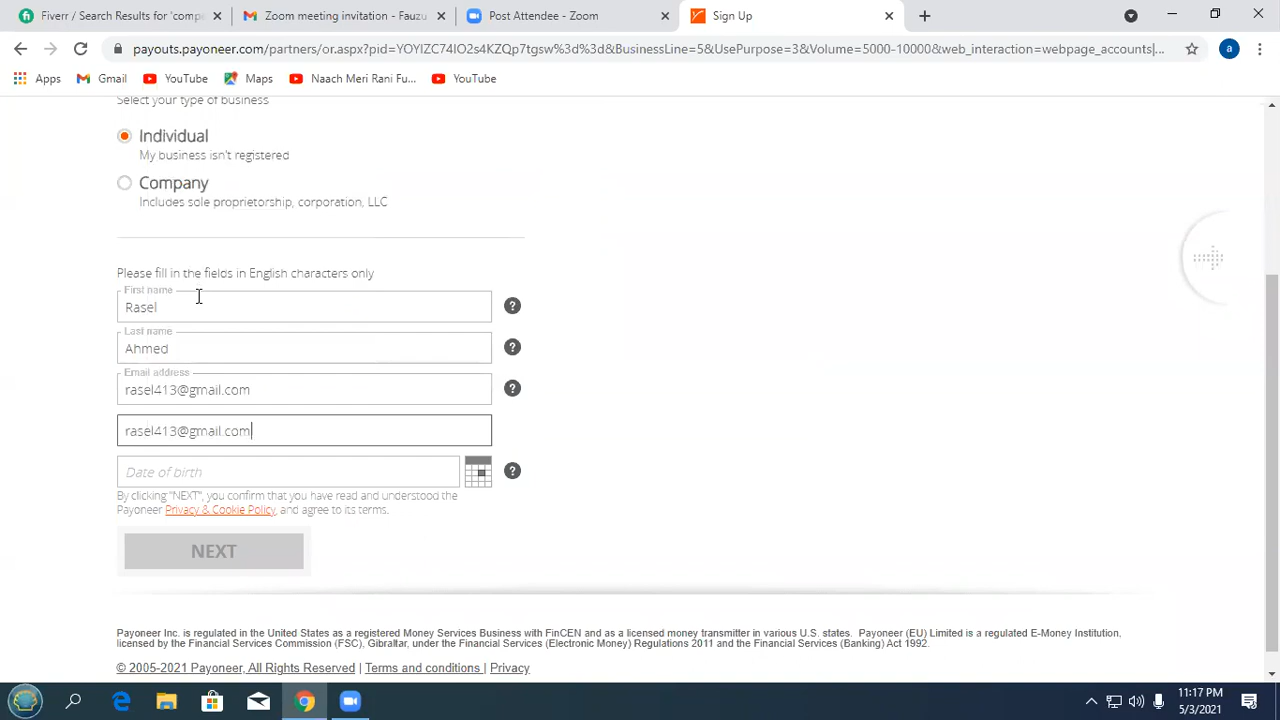 Fiverr / Search Results for 'comp
Zoom meeting invitation - Fauz
Post Attendee - Zoom
Sign Up
payouts.payoneer.com/partners/or.aspx?pid=YOYIZC74IO2s4KZQp7tgsw%3d%3d&BusinessLine=5&UsePurpose=3&Volume=5000-10000&web_interaction=webpage_accounts|...
a
Apps
Gmail
YouTube
Maps
Naach Meri Rani Fu...
YouTube
Select your type of business
Individual
My business isn't registered
Company
Includes sole proprietorship, corporation, LLC
Please fill in the fields in English characters only
First name
Rasel
Last name
Ahmed
Email address
rasel413@gmail.com
rasel413@gmail.com
Date of birth
By clicking "NEXT", you confirm that you have read and understood the
Payoneer Privacy & Cookie Policy, and agree to its terms.
NEXT
Payoneer Inc. is regulated in the United States as a registered Money Services Business with FinCEN and as a licensed money transmitter in various U.S. states. Payoneer (EU) Limited is a regulated E-Money Institution,
licensed by the Financial Services Commission (FSC), Gibraltar, under the Financial Services (Electronic Money) Regulations 2011 and the Financial Services (Banking) Act 1992.
© 2005-2021 Payoneer, All Rights Reserved | Terms and conditions | Privacy
11:17 PM
5/3/2021